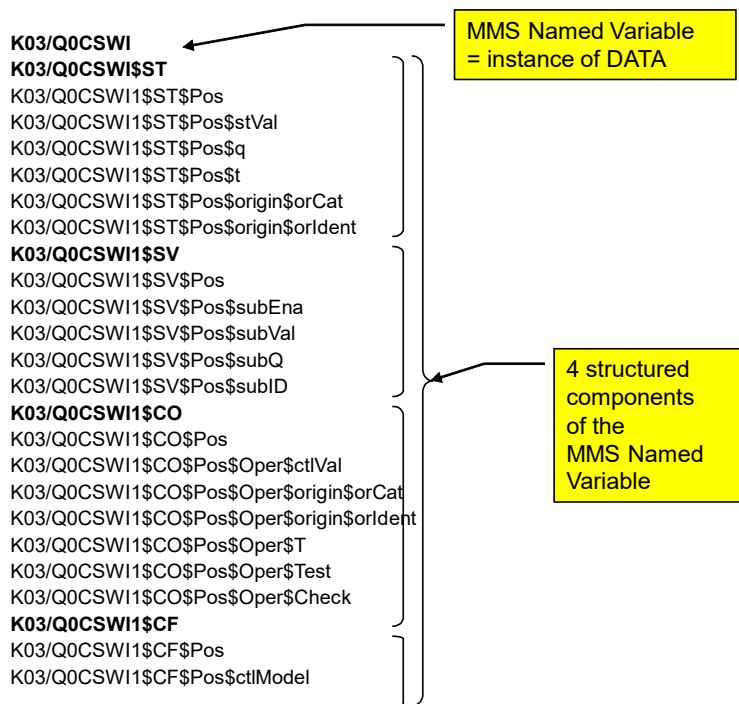 K03/Q0CSWI
K03/Q0CSWI$ST
K03/Q0CSWI1$ST$Pos
K03/Q0CSWI1$ST$Pos$stVal
K03/Q0CSWI1$ST$Pos$q
K03/Q0CSWI1$ST$Pos$t
K03/Q0CSWI1$ST$Pos$origin$orCat
K03/Q0CSWI1$ST$Pos$origin$orIdent
K03/Q0CSWI1$SV
K03/Q0CSWI1$SV$Pos
K03/Q0CSWI1$SV$Pos$subEna
K03/Q0CSWI1$SV$Pos$subVal
K03/Q0CSWI1$SV$Pos$subQ
K03/Q0CSWI1$SV$Pos$subID
K03/Q0CSWI1$CO
K03/Q0CSWI1$CO$Pos
K03/Q0CSWI1$CO$Pos$Oper$ctlVal
K03/Q0CSWI1$CO$Pos$Oper$origin$orCat
K03/Q0CSWI1$CO$Pos$Oper$origin$orIdent
K03/Q0CSWI1$CO$Pos$Oper$T
K03/Q0CSWI1$CO$Pos$Oper$Test
K03/Q0CSWI1$CO$Pos$Oper$Check
K03/Q0CSWI1$CF
K03/Q0CSWI1$CF$Pos
K03/Q0CSWI1$CF$Pos$ctlModel
MMS Named Variable
= instance of DATA
4 structured
components
of the
MMS Named
Variable